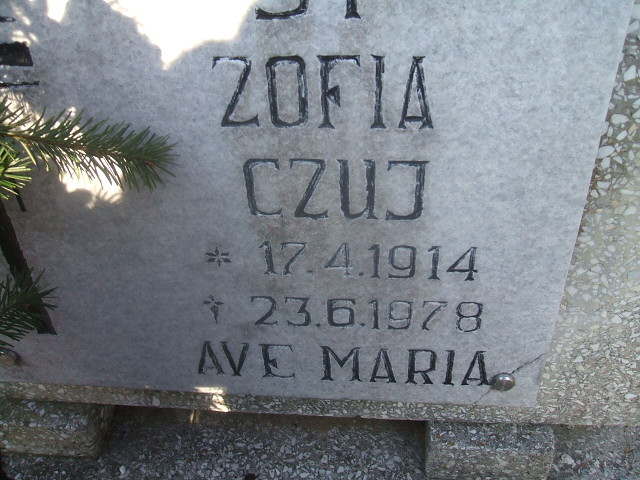 ZOFIA
CZUJ
* 17.4.1914
† 23.6.1978
AVE MARIA